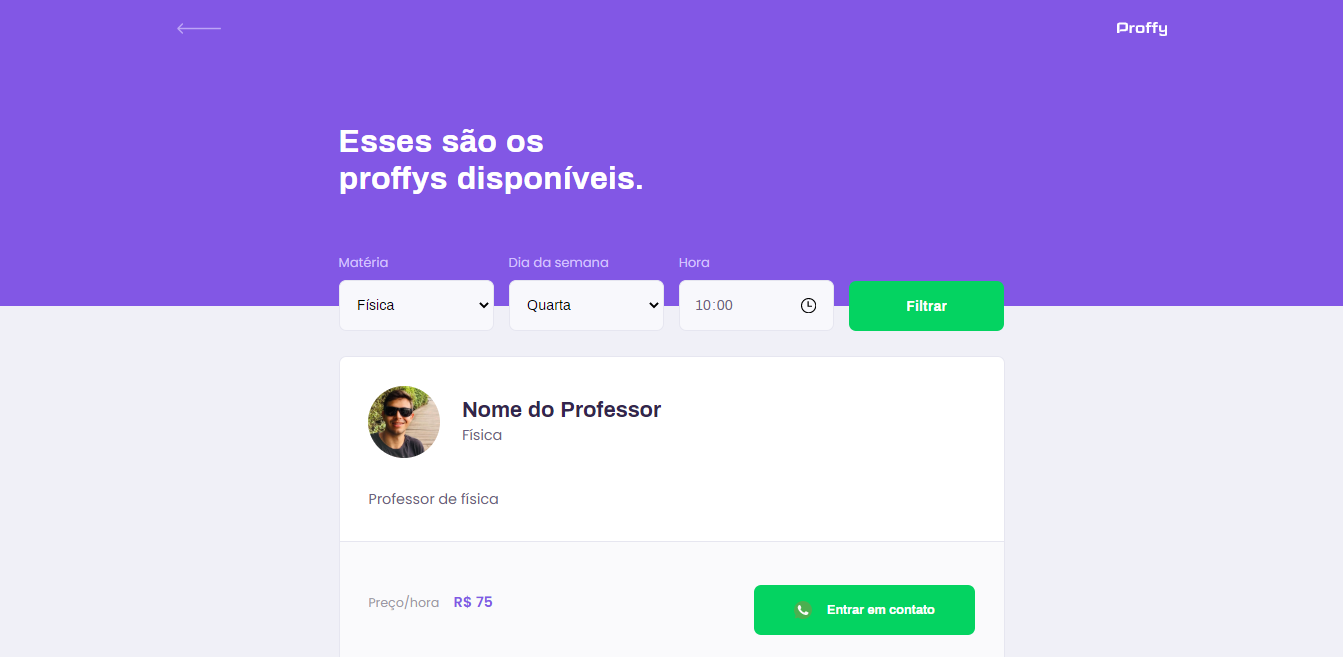 Proffy
Esses são os
proffys disponíveis.
Matéria
Dia da semana
Hora
Física
Quarta
10:00
Filtrar
Nome do Professor
Física
Professor de física
Preço/hora R$ 75
Entrar em contato